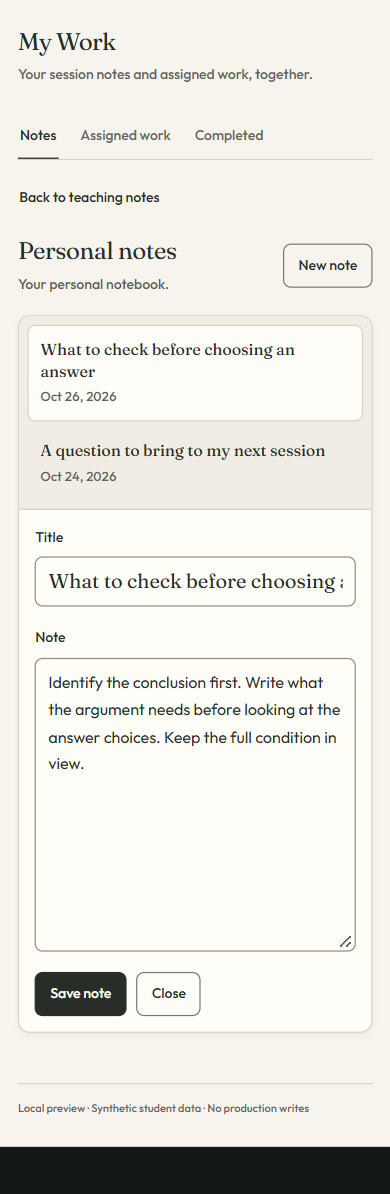 My Work
Your session notes and assigned work, together.
Notes Assigned work Completed
Back to teaching notes
Personal notes
Your personal notebook.
New note
What to check before choosing an
answer
Oct 26, 2026
A question to bring to my next session
Oct 24, 2026
Title
What to check before choosing
Note
Identify the conclusion first. Write what
the argument needs before looking at the
answer choices. Keep the full condition in
view.
Save note Close
Local preview · Synthetic student data · No production writes